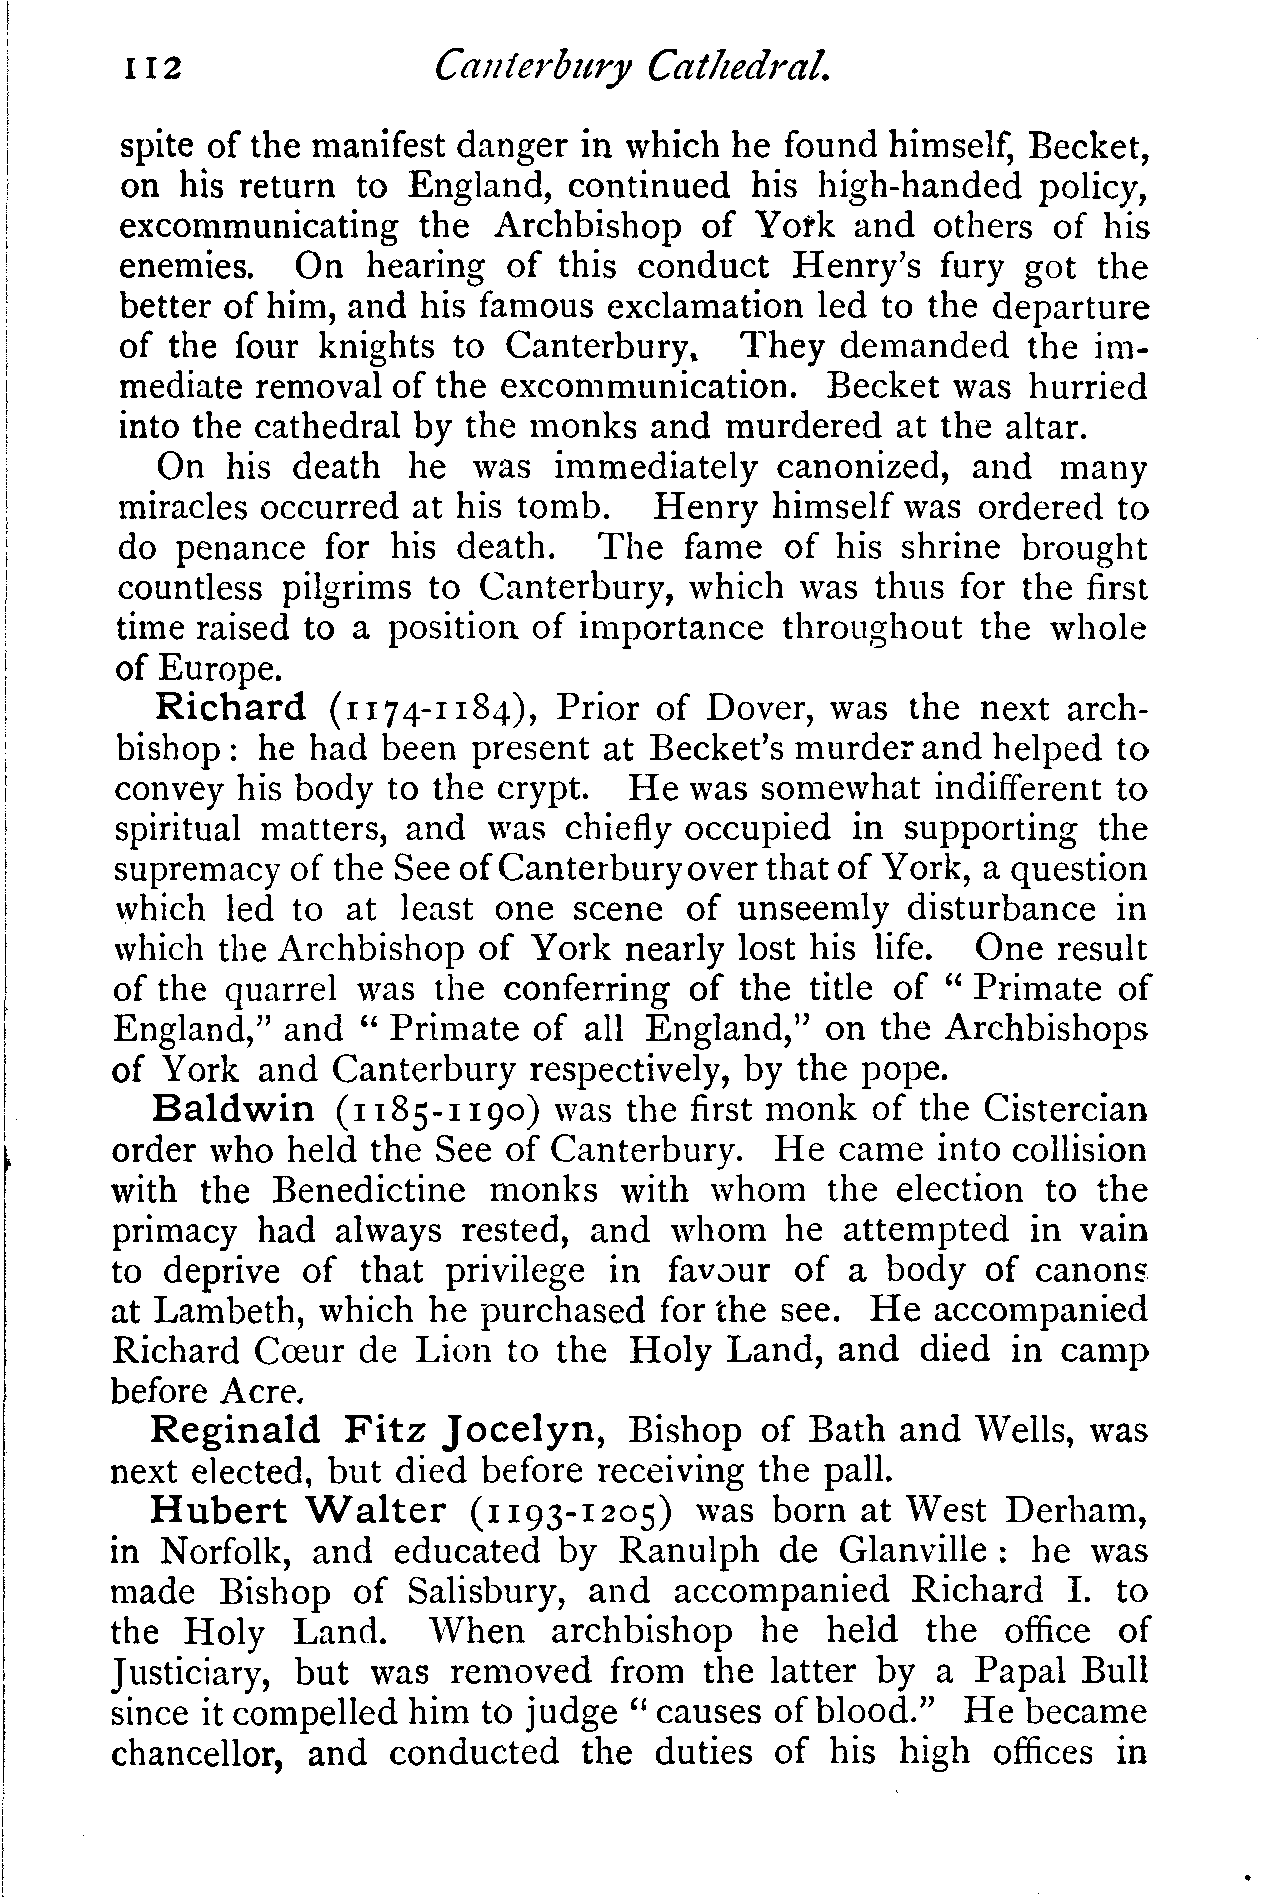 112 Canterbury Cathedral.
spite of the manifest danger in which he found himself, Becket,
on his return to England, continued his high-handed policy,
excommunicating the Archbishop of York and others of his
enemies. On hearing of this conduct Henry's fury got the
better of him, and his famous exclamation led to the departure
of the four knights to Canterbury. They demanded the im-
mediate removal of the excommunication. Becket was hurried
into the cathedral by the monks and murdered at the altar.
On his death he was immediately canonized, and many
miracles occurred at his tomb. Henry himself was ordered to
do penance for his death. The fame of his shrine brought
countless pilgrims to Canterbury, which was thus for the first
time raised to a position of importance throughout the whole
of Europe.
Richard (1174-1184), Prior of Dover, was the next arch-
bishop : he had been present at Becket's murder and helped to
convey his body to the crypt. He was somewhat indifferent to
spiritual matters, and was chiefly occupied in supporting the
supremacy of the See of Canterbury over that of York, a question
which led to at least one scene of unseemly disturbance in
which the Archbishop of York nearly lost his life. One result
of the quarrel was the conferring of the title of “ Primate of
England,” and “ Primate of all England,” on the Archbishops
of York and Canterbury respectively, by the pope.
Baldwin (1185-1190) was the first monk of the Cistercian
order who held the See of Canterbury. He came into collision
with the Benedictine monks with whom the election to the
primacy had always rested, and whom he attempted in vain
to deprive of that privilege in favour of a body of canons
at Lambeth, which he purchased for the see. He accompanied
Richard Cœur de Lion to the Holy Land, and died in camp
before Acre.
Reginald Fitz Jocelyn, Bishop of Bath and Wells, was
next elected, but died before receiving the pall.
Hubert Walter (1193-1205) was born at West Derham,
in Norfolk, and educated by Ranulph de Glanville : he was
made Bishop of Salisbury, and accompanied Richard I. to
the Holy Land. When archbishop he held the office of
Justiciary, but was removed from the latter by a Papal Bull
since it compelled him to judge “ causes of blood.” He became
chancellor, and conducted the duties of his high offices in